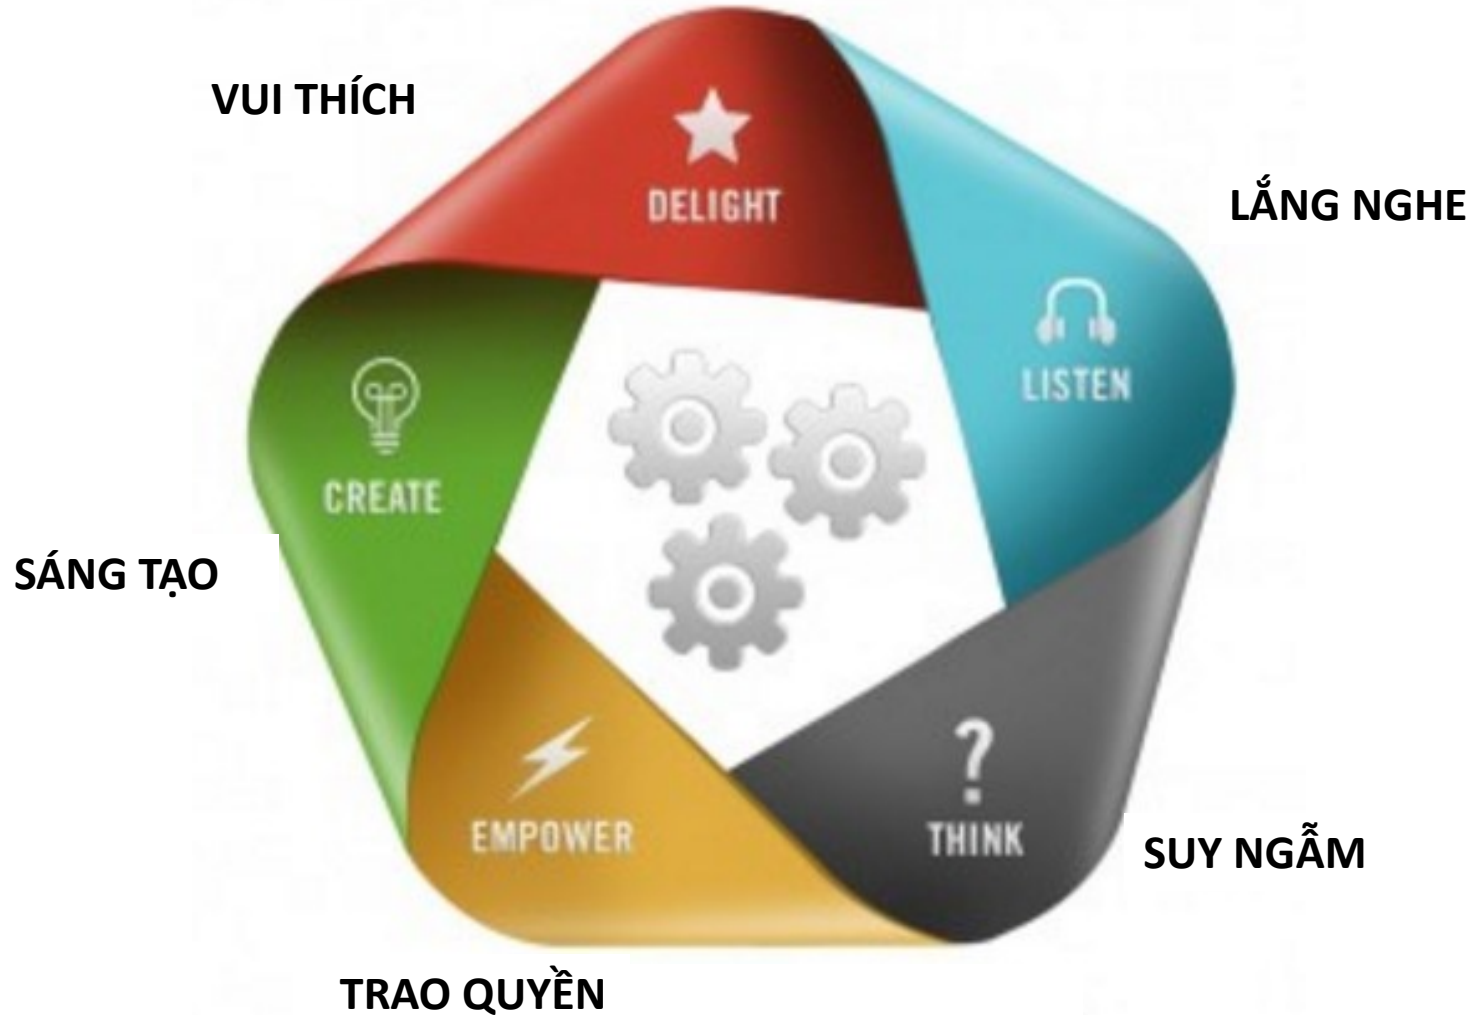 VUI THÍCH
DELIGHT
LẮNG NGHE
LISTEN
CREATE
SÁNG TẠO
?
EMPOWER
THINK
SUY NGẪM
TRAO QUYỀN